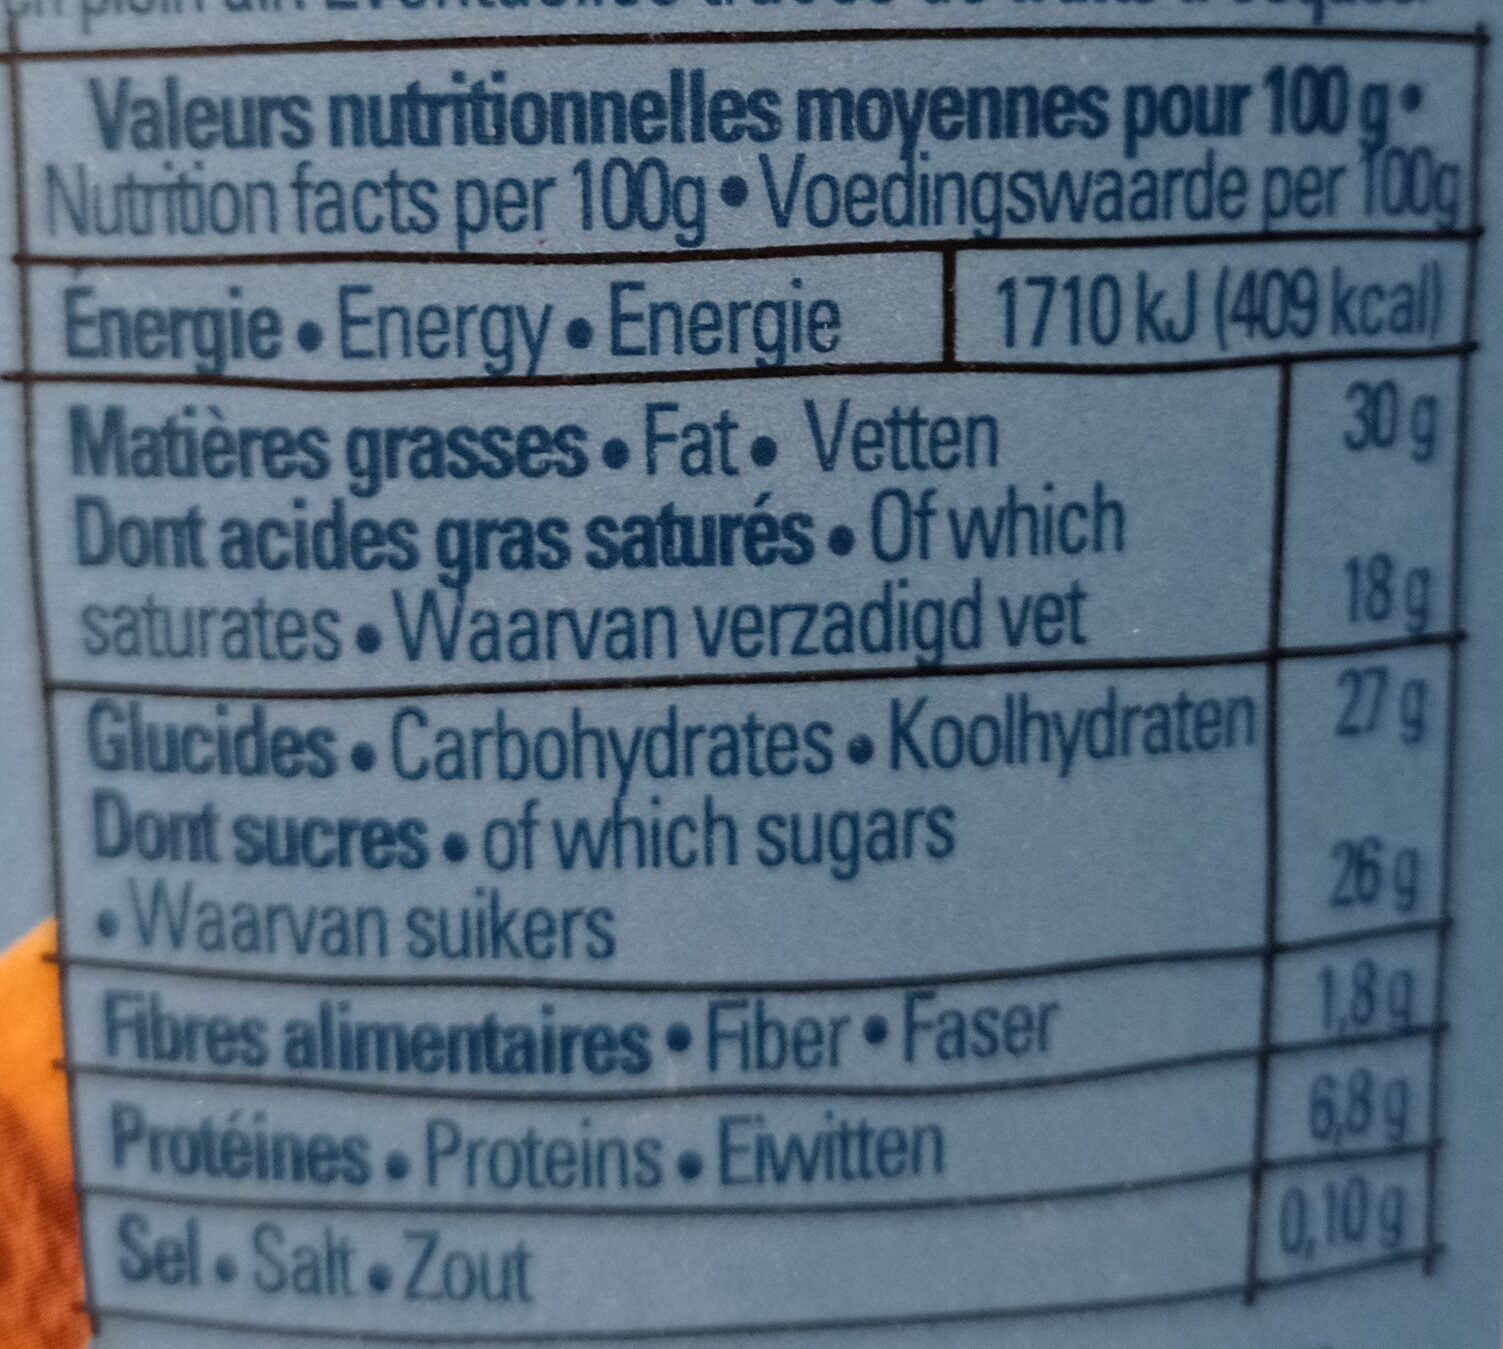 Valeurs nutritionnelles moyennes pour 100 g •
Nutrition facts per 100g • Voedingswaarde per 100g
Énergie • Energy • Energie 1710 kJ (409 kcal)
Matières grasses • Fat • Vetten 30 g
Dont acides gras saturés • Of which
saturates • Waarvan verzadigd vet 18 g
Glucides • Carbohydrates • Koolhydraten 27 g
Dont sucres • of which sugars
• Waarvan suikers 26 g
Fibres alimentaires • Fiber • Faser 1,8 g
Protéines • Proteins • Eiwitten 6,8 g
Sel • Salt • Zout 0,10 g